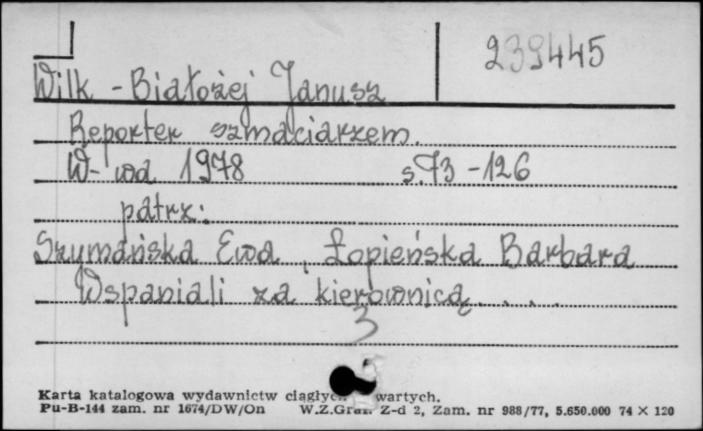 239445
Wilk - Białożej Janusz
Reporter szmaciarzem.
W-wa 1978 s. 73 - 126
patrz:
Szymańska Ewa, Łopieńska Barbara
Wspaniali za kierownicą....
3
Karta katalogowa wydawnictw ciągłych wartych.
Pu-B-144 zam. nr 1674/DW/On W.Z.Graf. Z-d 2, Zam. nr 988/77, 5.650.000 74 × 120